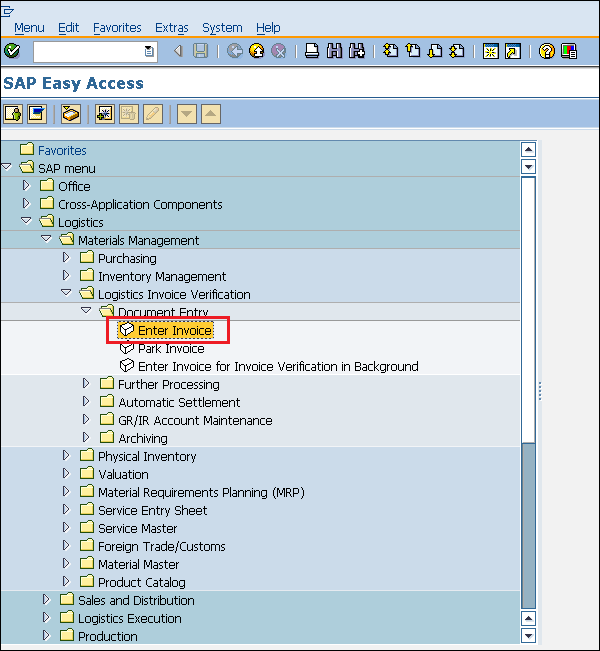 Menu Edit Favorites Extras System Help
SAP Easy Access
Favorites
SAP menu
Office
Cross-Application Components
Logistics
Materials Management
Purchasing
Inventory Management
Logistics Invoice Verification
Document Entry
Enter Invoice
Park Invoice
Enter Invoice for Invoice Verification in Background
Further Processing
Automatic Settlement
GR/IR Account Maintenance
Archiving
Physical Inventory
Valuation
Material Requirements Planning (MRP)
Service Entry Sheet
Service Master
Foreign Trade/Customs
Material Master
Product Catalog
Sales and Distribution
Logistics Execution
Production